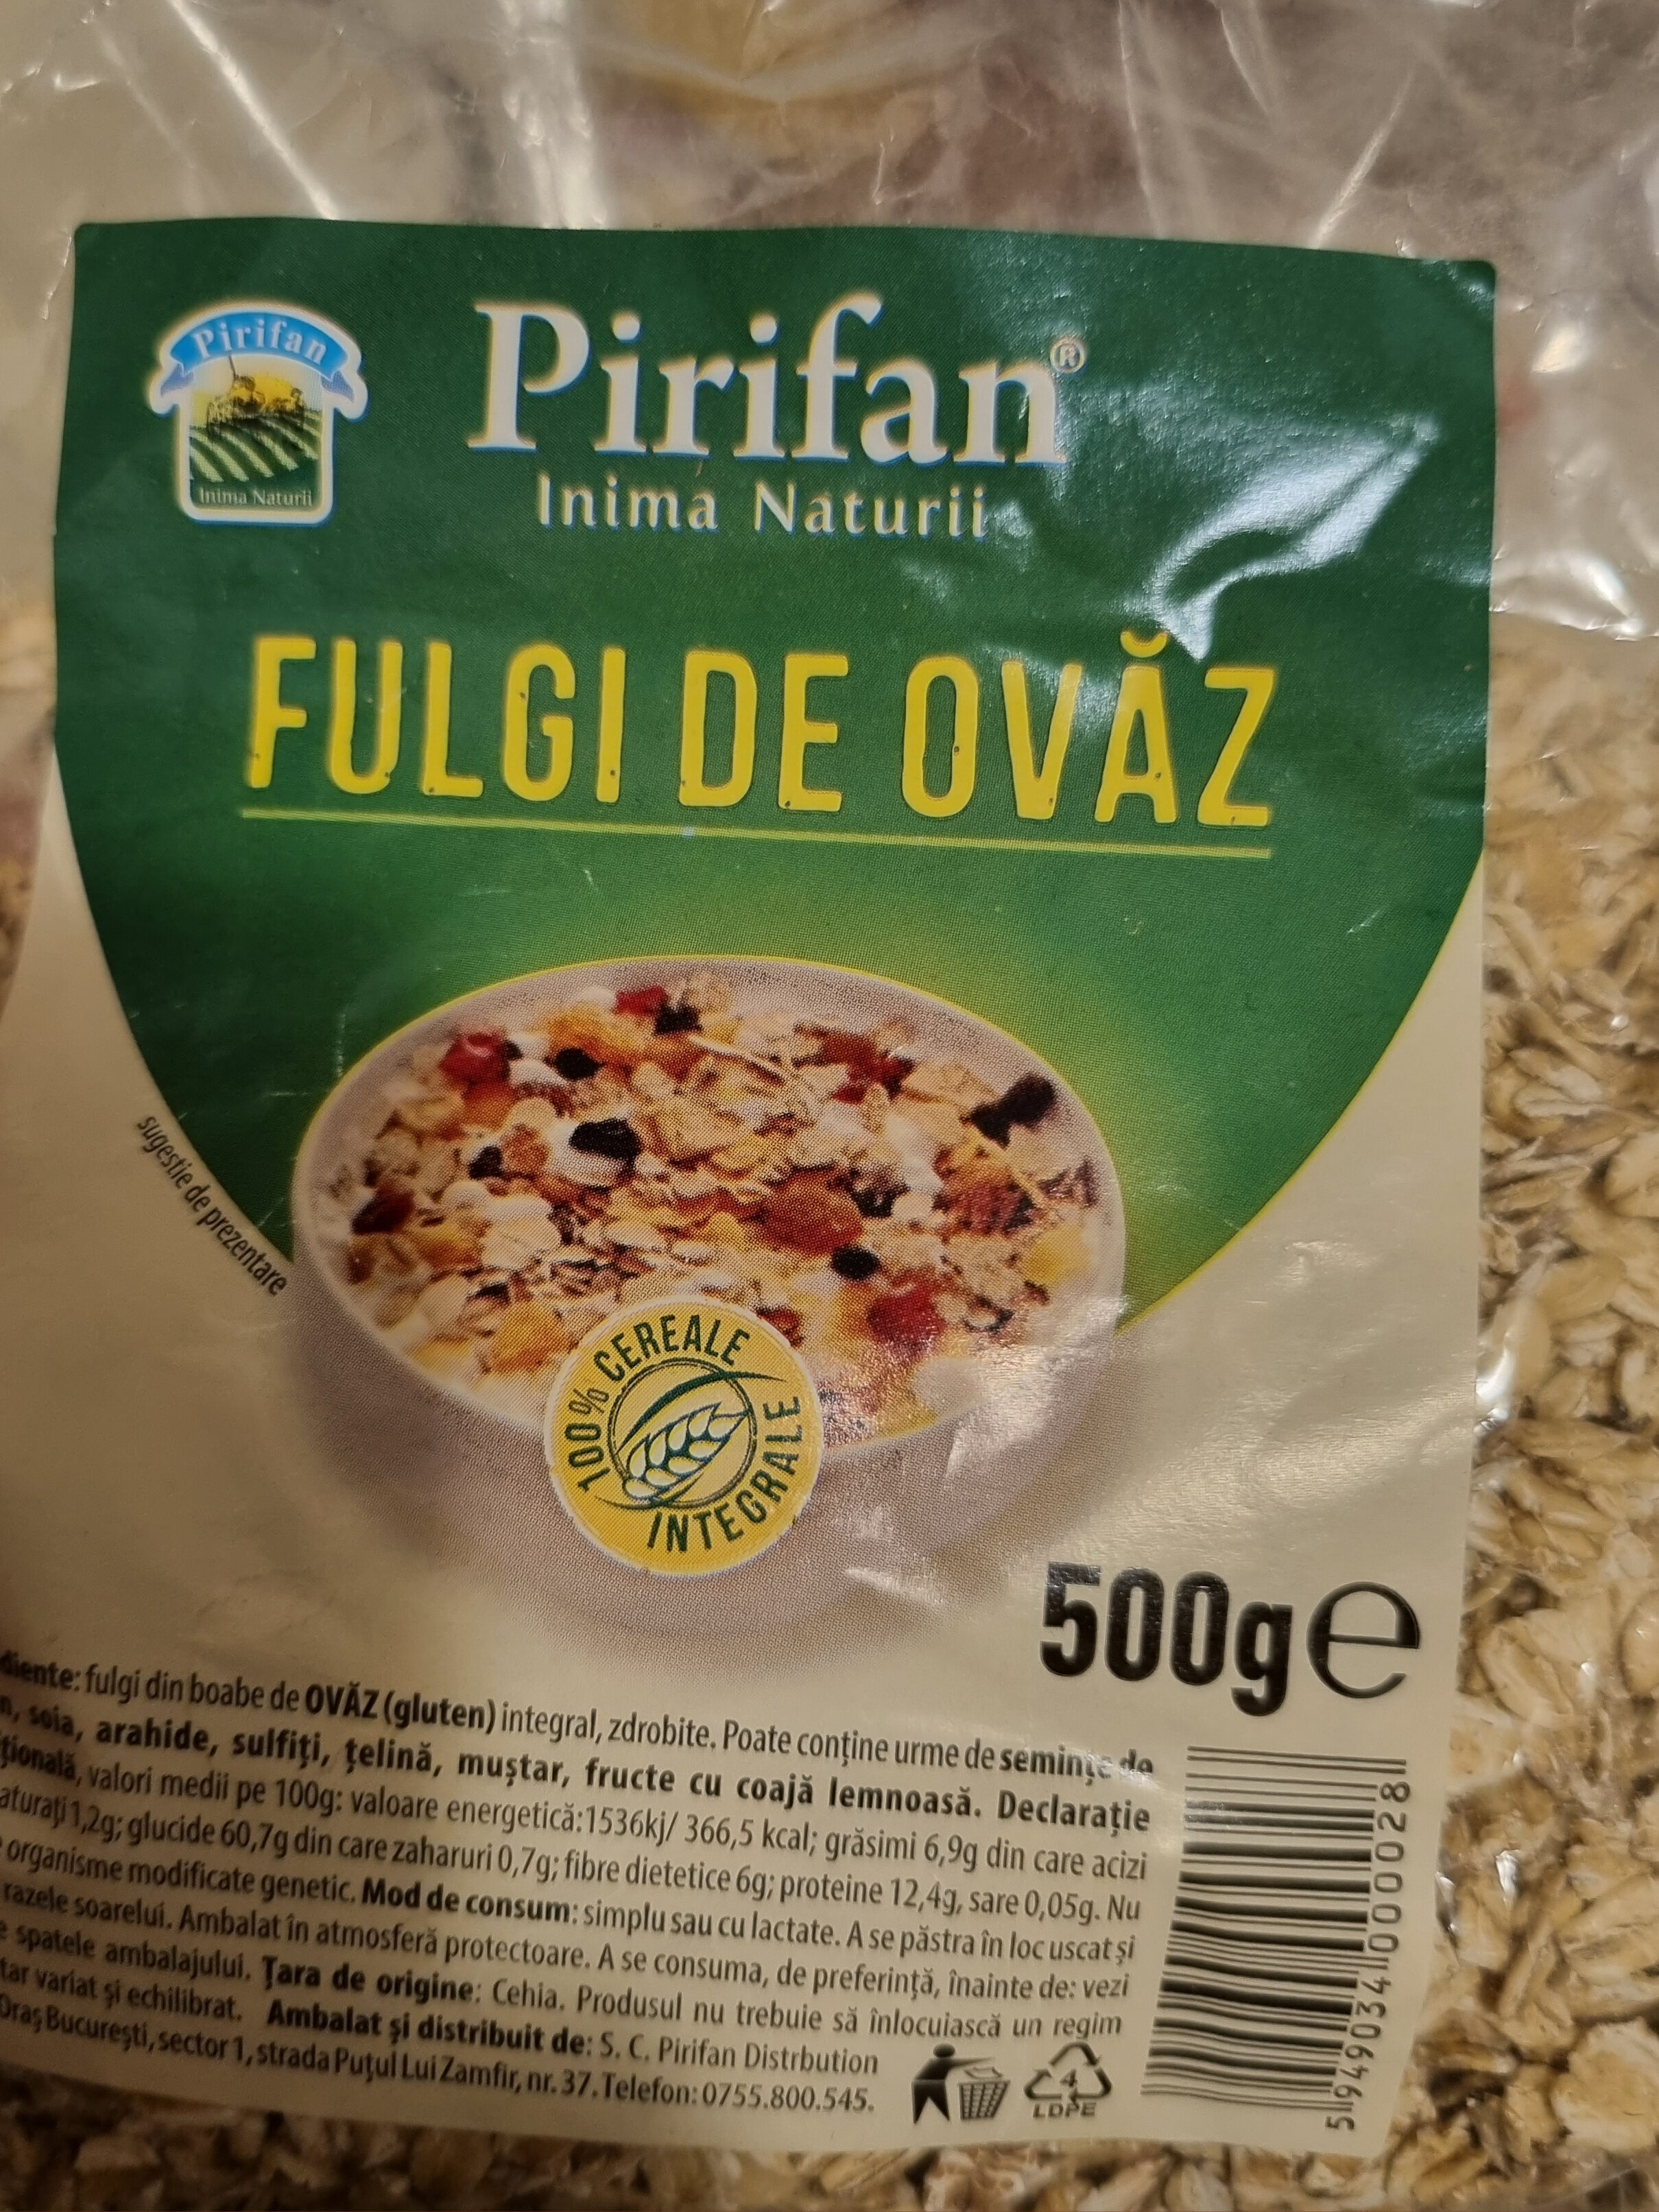 Pirifan
Inima Naturii
Pirifan®
Inima Naturii
FULGI DE OVĂZ
sugestie de prezentare
100% CEREALE INTEGRALE
500g e
diente: fulgi din boabe de OVĂZ (gluten) integral, zdrobite. Poate conține urme de semințe de
n, soia, arahide, sulfiți, țelină, muștar, fructe cu coajă lemnoasă. Declarație
țională, valori medii pe 100g: valoare energetică:1536kj/ 366,5 kcal; grăsimi 6,9g din care acizi
aturați 1,2g; glucide 60,7g din care zaharuri 0,7g; fibre dietetice 6g; proteine 12,4g, sare 0,05g. Nu
organisme modificate genetic. Mod de consum: simplu sau cu lactate. A se păstra în loc uscat și
razele soarelui. Ambalat în atmosferă protectoare. A se consuma, de preferință, înainte de: vezi
e spatele ambalajului. Țara de origine: Cehia. Produsul nu trebuie să înlocuiască un regim
tar variat și echilibrat. Ambalat și distribuit de: S. C. Pirifan Distrbution
Oraș București, sector 1, strada Puțul Lui Zamfir, nr. 37. Telefon: 0755.800.545.
4
LDPE
5949034000028